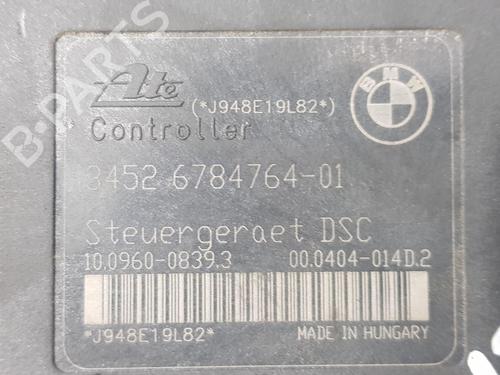 B-PARTS
Ate (*J948E19L82*)
BMW
Controller
3452 6784764-01
Steuergeraet DSC
10.0960-0839.3 00.0404-014D.2
*J948E19L82* MADE IN HUNGARY